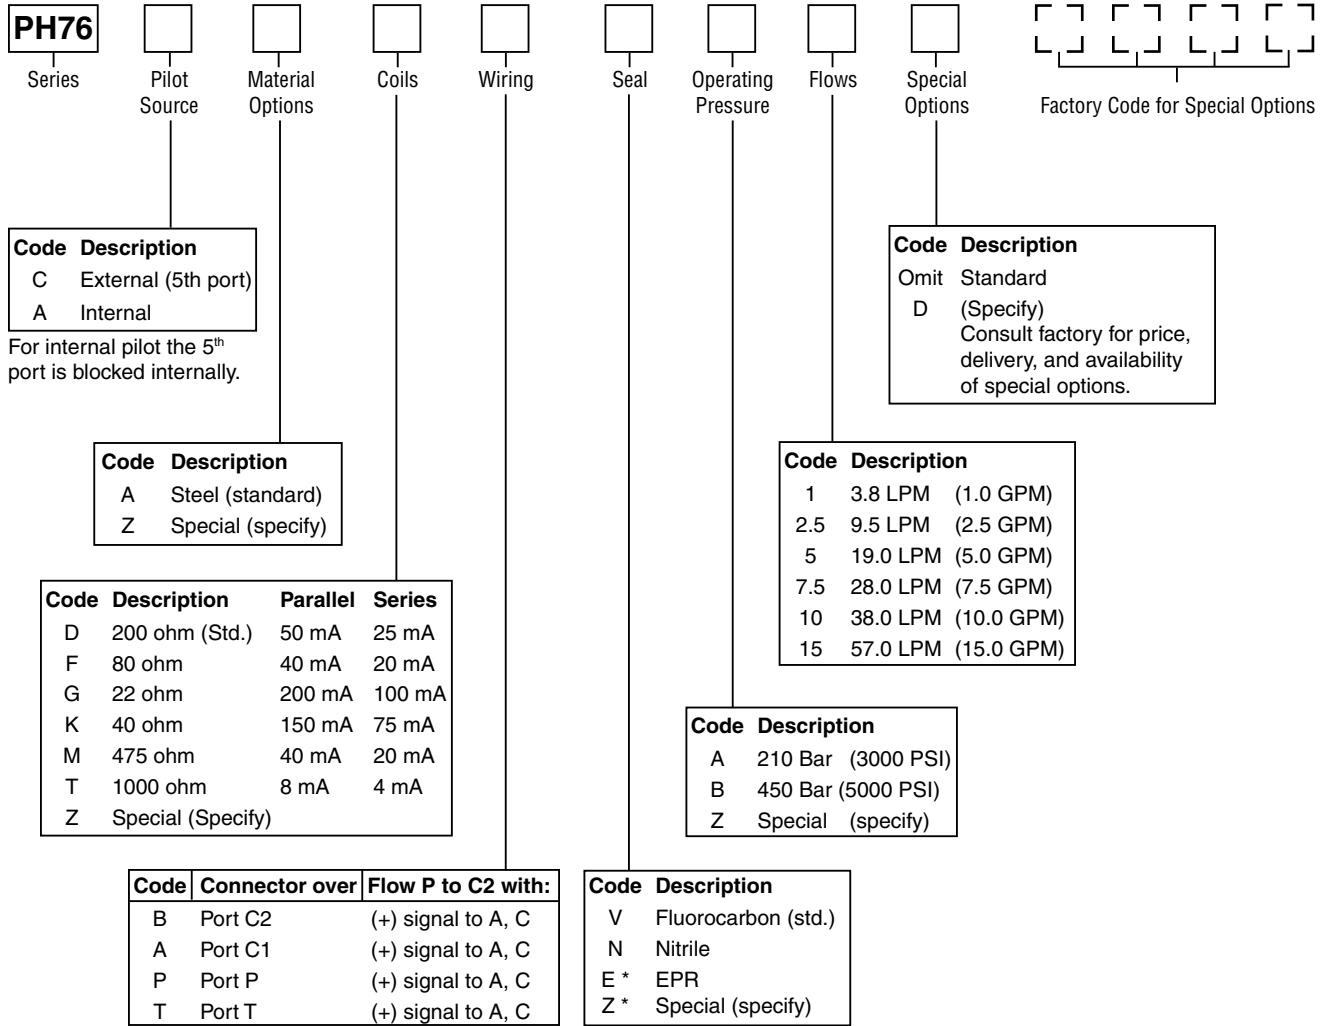 PH76
Series
Pilot
Source
Material
Options
Coils
Wiring
Seal
Operating
Pressure
Flows
Special
Options
Factory Code for Special Options
Code Description
C External (5th port)
A Internal
For internal pilot the 5th
port is blocked internally.
Code Description
Omit Standard
D (Specify)
Consult factory for price,
delivery, and availability
of special options.
Code Description
A Steel (standard)
Z Special (specify)
Code Description
1 3.8 LPM (1.0 GPM)
2.5 9.5 LPM (2.5 GPM)
5 19.0 LPM (5.0 GPM)
7.5 28.0 LPM (7.5 GPM)
10 38.0 LPM (10.0 GPM)
15 57.0 LPM (15.0 GPM)
Code Description Parallel Series
D 200 ohm (Std.) 50 mA 25 mA
F 80 ohm 40 mA 20 mA
G 22 ohm 200 mA 100 mA
K 40 ohm 150 mA 75 mA
M 475 ohm 40 mA 20 mA
T 1000 ohm 8 mA 4 mA
Z Special (Specify)
Code Description
A 210 Bar (3000 PSI)
B 450 Bar (5000 PSI)
Z Special (specify)
Code Connector over Flow P to C2 with:
B Port C2 (+) signal to A, C
A Port C1 (+) signal to A, C
P Port P (+) signal to A, C
T Port T (+) signal to A, C
Code Description
V Fluorocarbon (std.)
N Nitrile
E * EPR
Z * Special (specify)